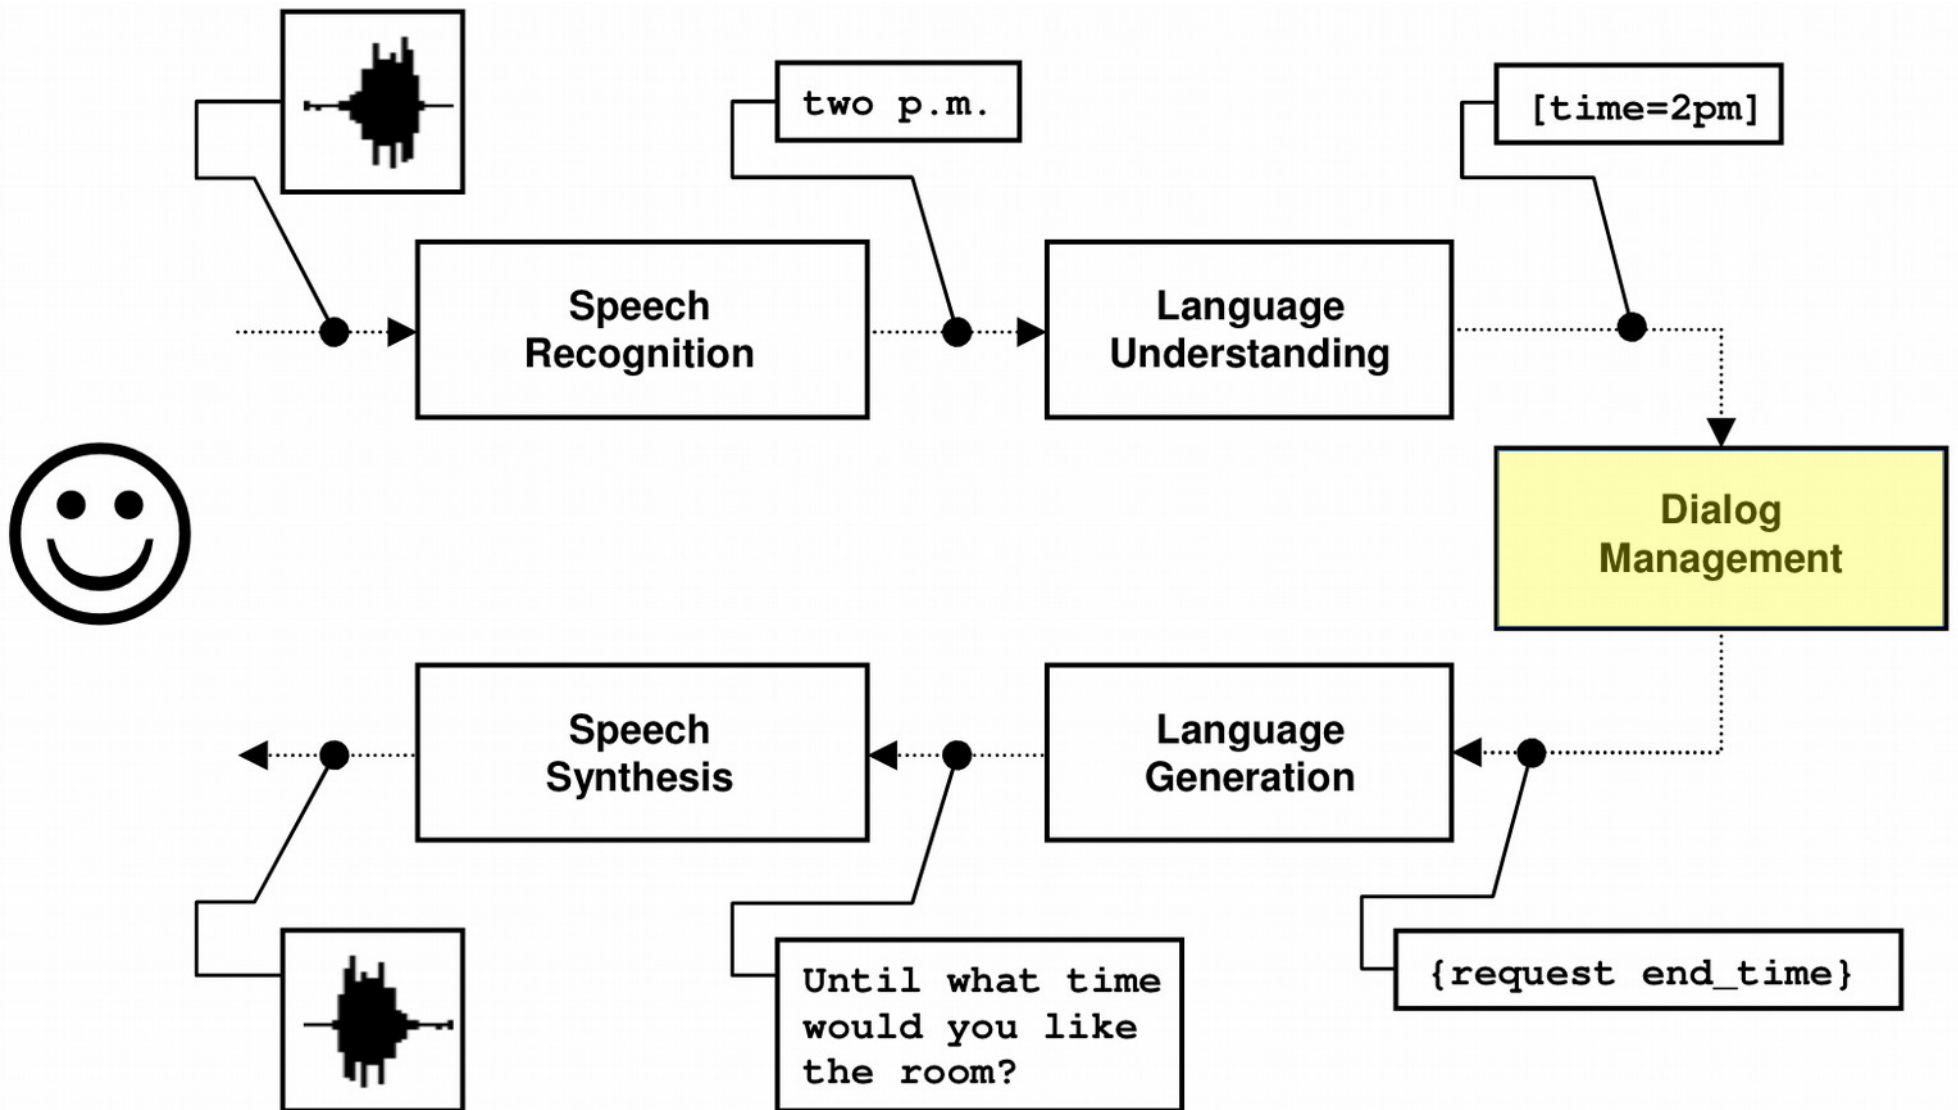 two p.m.
[time=2pm]
Speech
Recognition
Language
Understanding
Dialog
Management
Speech
Synthesis
Language
Generation
Until what time
would you like
the room?
{request end_time}